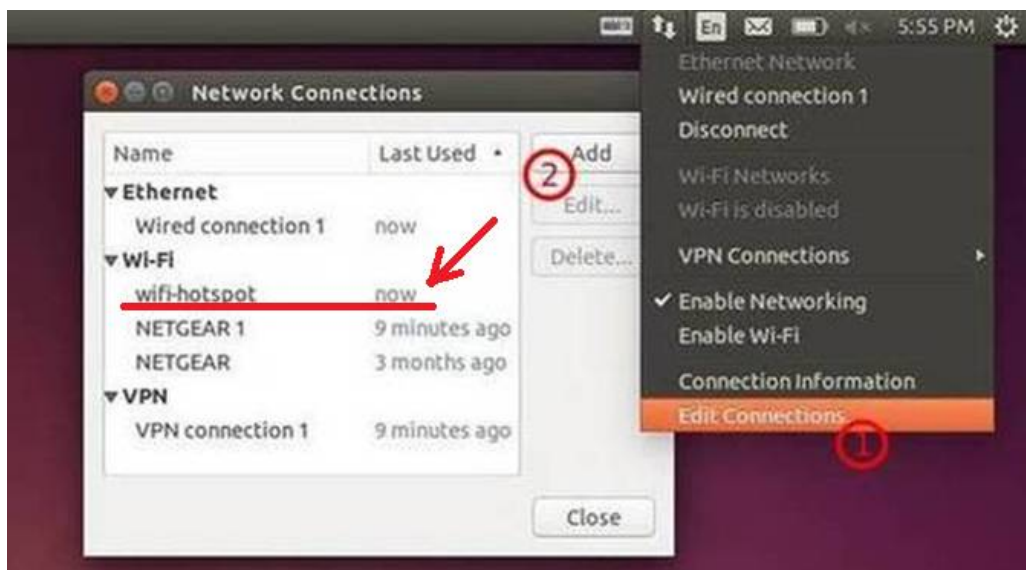 En 5:55 PM
Network Connections
Name Last Used
Ethernet
Wired connection 1 now
Wi-Fi
wifi-hotspot now
NETGEAR 1 9 minutes ago
NETGEAR 3 months ago
VPN
VPN connection 1 9 minutes ago
2
Add
Edit...
Delete...
Close
Ethernet Network
Wired connection 1
Disconnect
Wi-Fi Networks
Wi-Fi is disabled
VPN Connections
Enable Networking
Enable Wi-Fi
Connection Information
Edit Connections
1